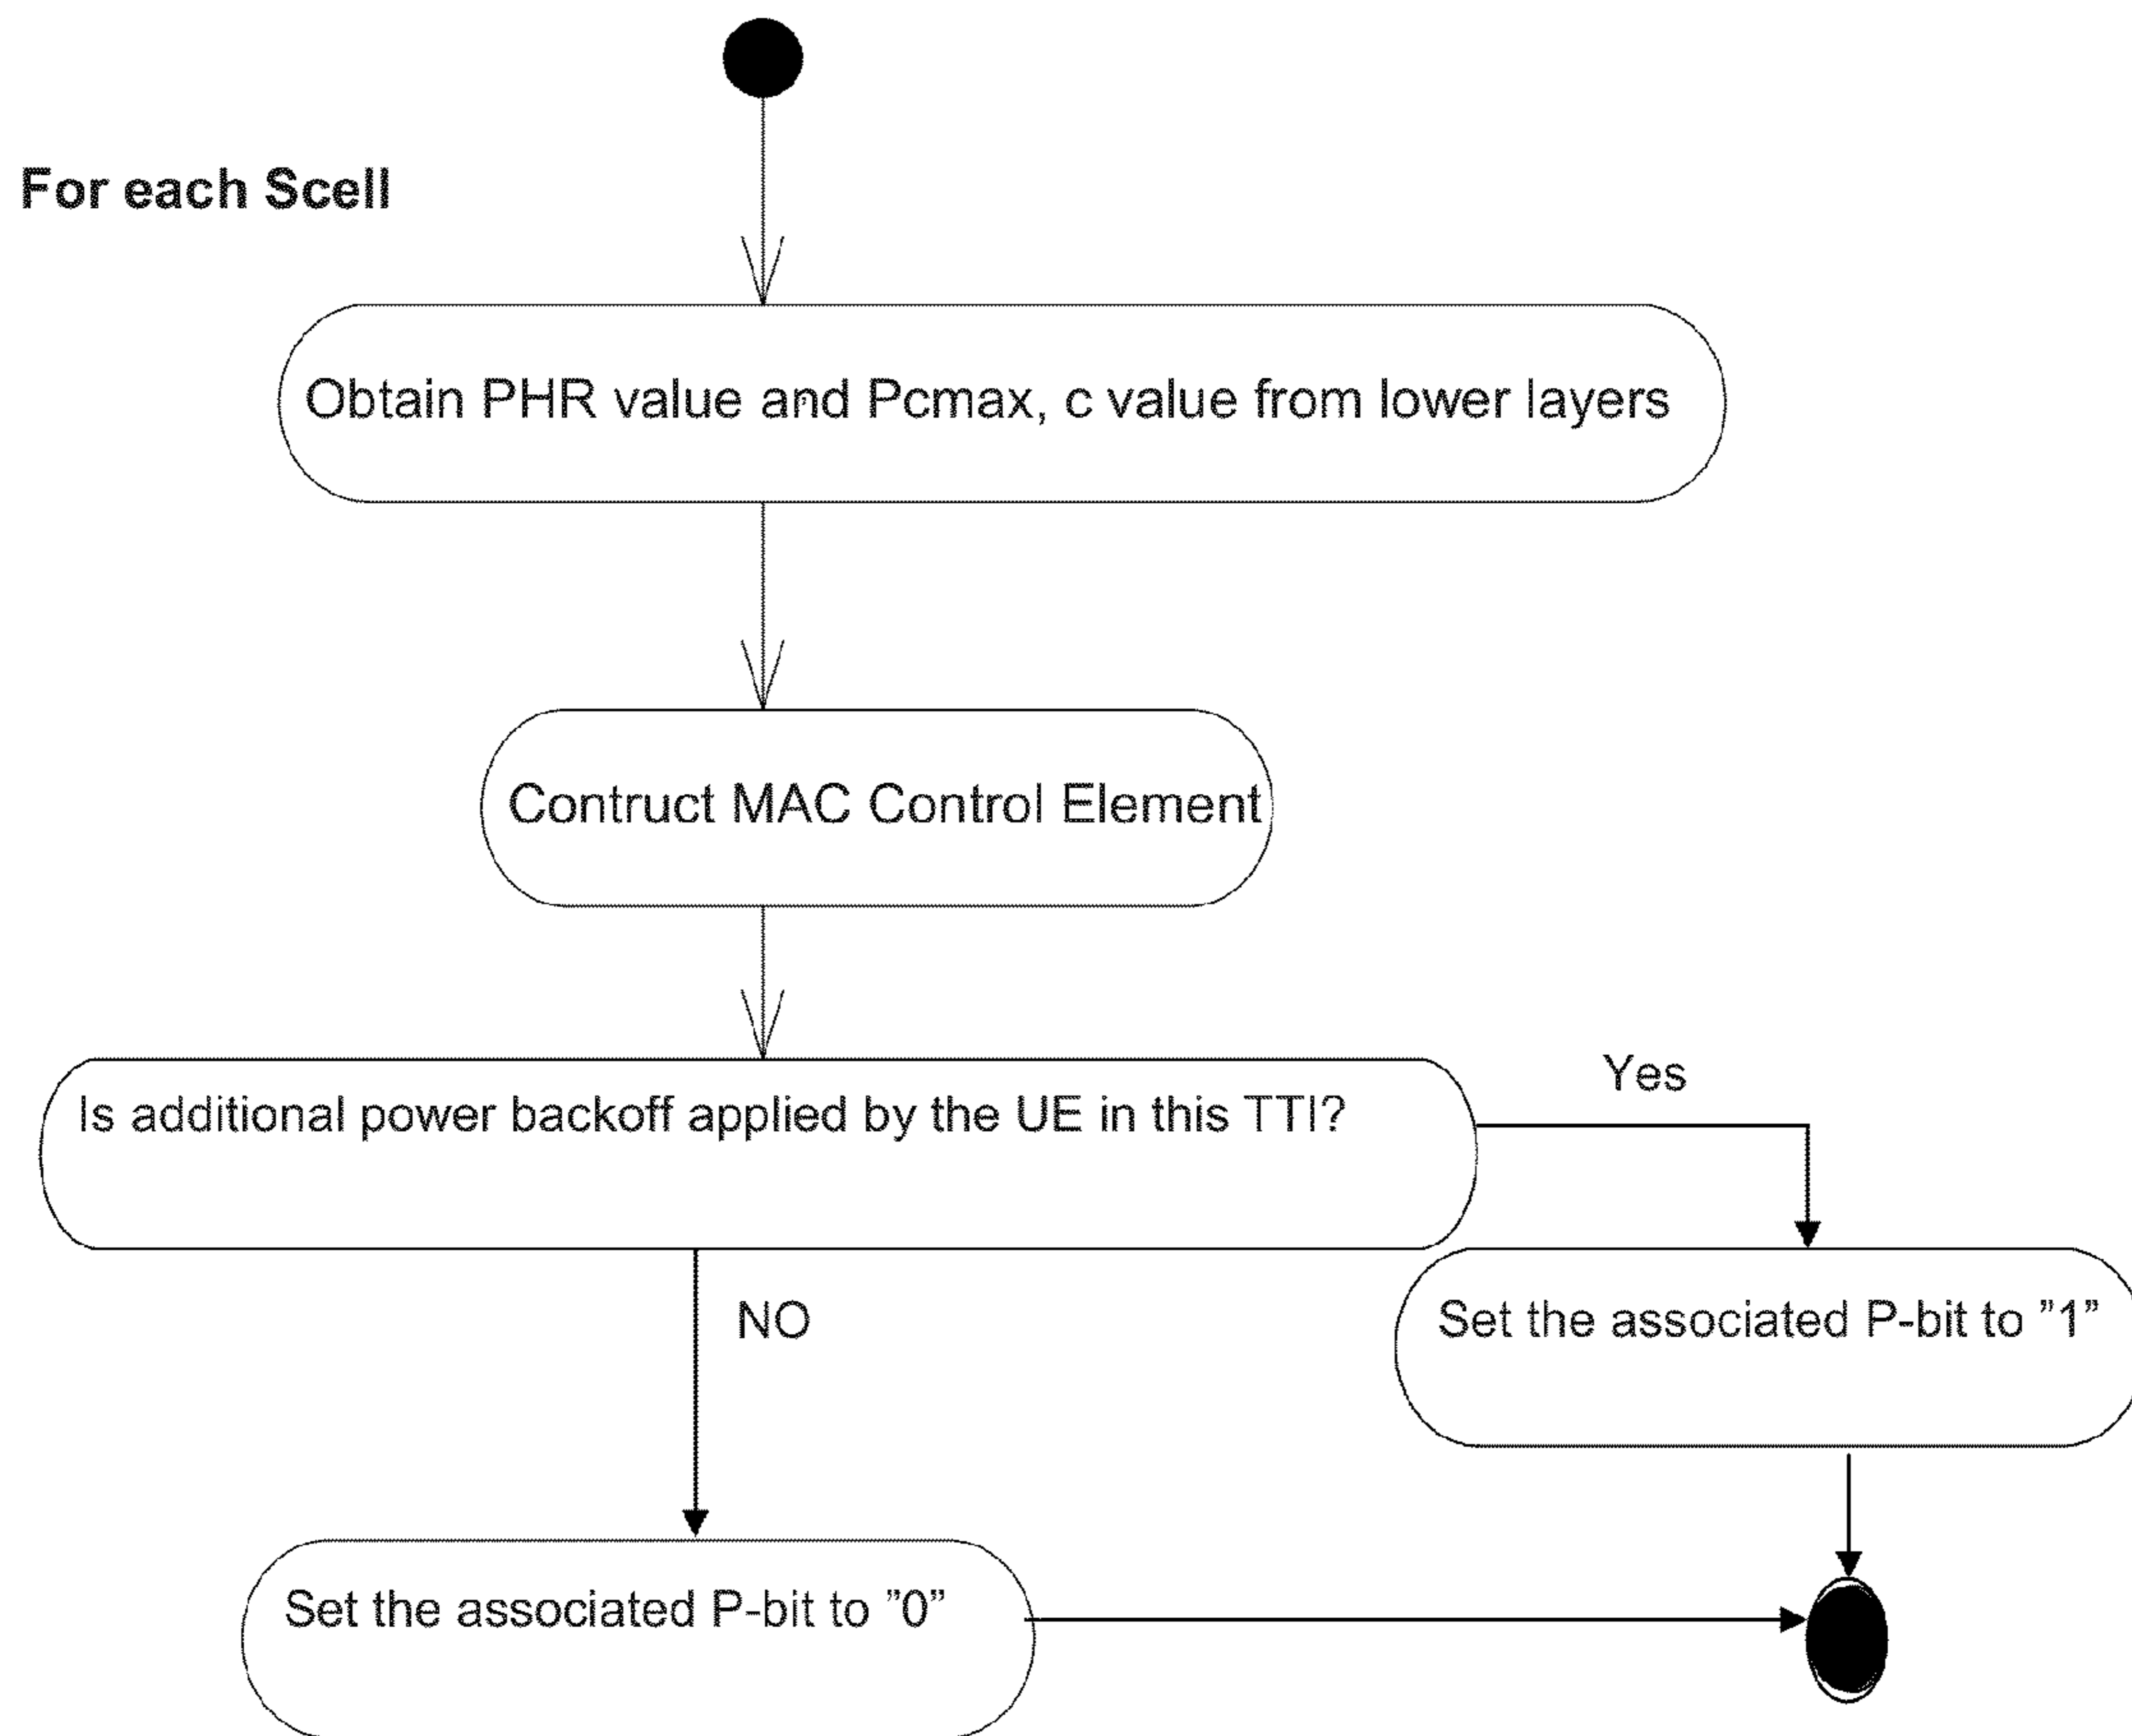 For each Scell
Obtain PHR value and Pcmax, c value from lower layers
Contruct MAC Control Element
Is additional power backoff applied by the UE in this TTI?
Yes
NO
Set the associated P-bit to ”1”
Set the associated P-bit to ”0”